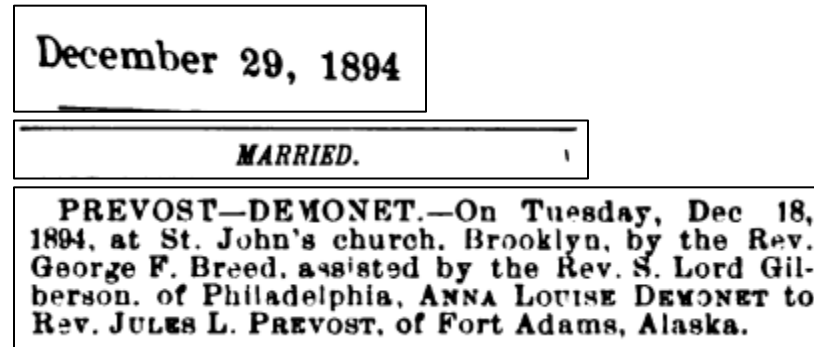 December 29, 1894
MARRIED.
PREVOST—DEMONET.—On Tuesday, Dec 18,
1894, at St. John's church, Brooklyn, by the Rev.
George F. Breed, assisted by the Rev. S. Lord Gil-
berson, of Philadelphia, ANNA LOUISE DEMONET to
Rev. JULES L. PREVOST, of Fort Adams, Alaska.